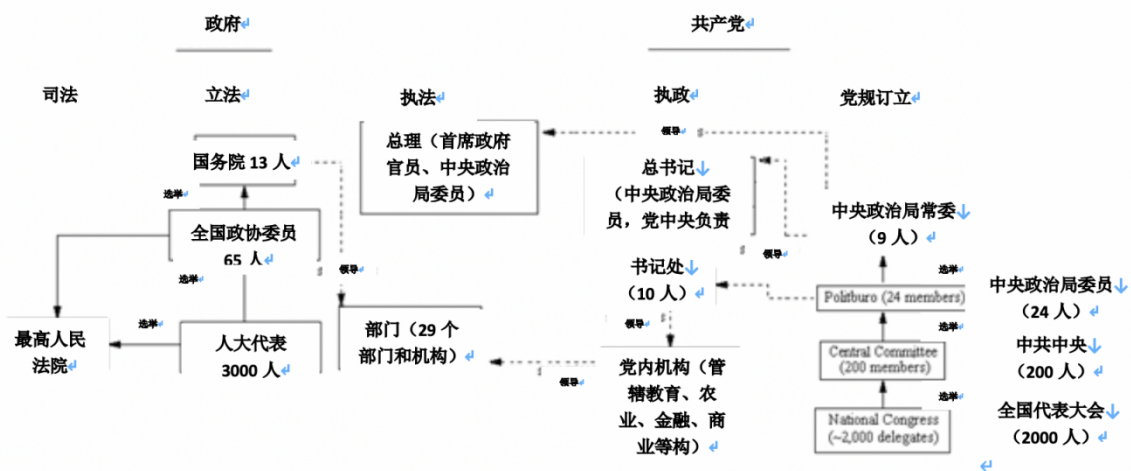 政府
共产党
司法
立法
执法
执政
党规订立
国务院 13 人
选举
全国政协委员
65 人
选举
人大代表
3000 人
选举
最高人民
法院
总理（首席政府
官员、中央政治
局委员）
领导
部门（29 个
部门和机构）
领导
总书记
（中央政治局委
员，党中央负责
领导
书记处
（10 人）
领导
党内机构（管
辖教育、农
业、金融、商
业等构）
领导
中央政治局常委
（9 人）
选举
Politburo (24 members)
选举
Central Committee
(200 members)
选举
National Congress
(~2,000 delegates)
中央政治局委员
（24 人）
中共中央
（200 人）
全国代表大会
（2000 人）